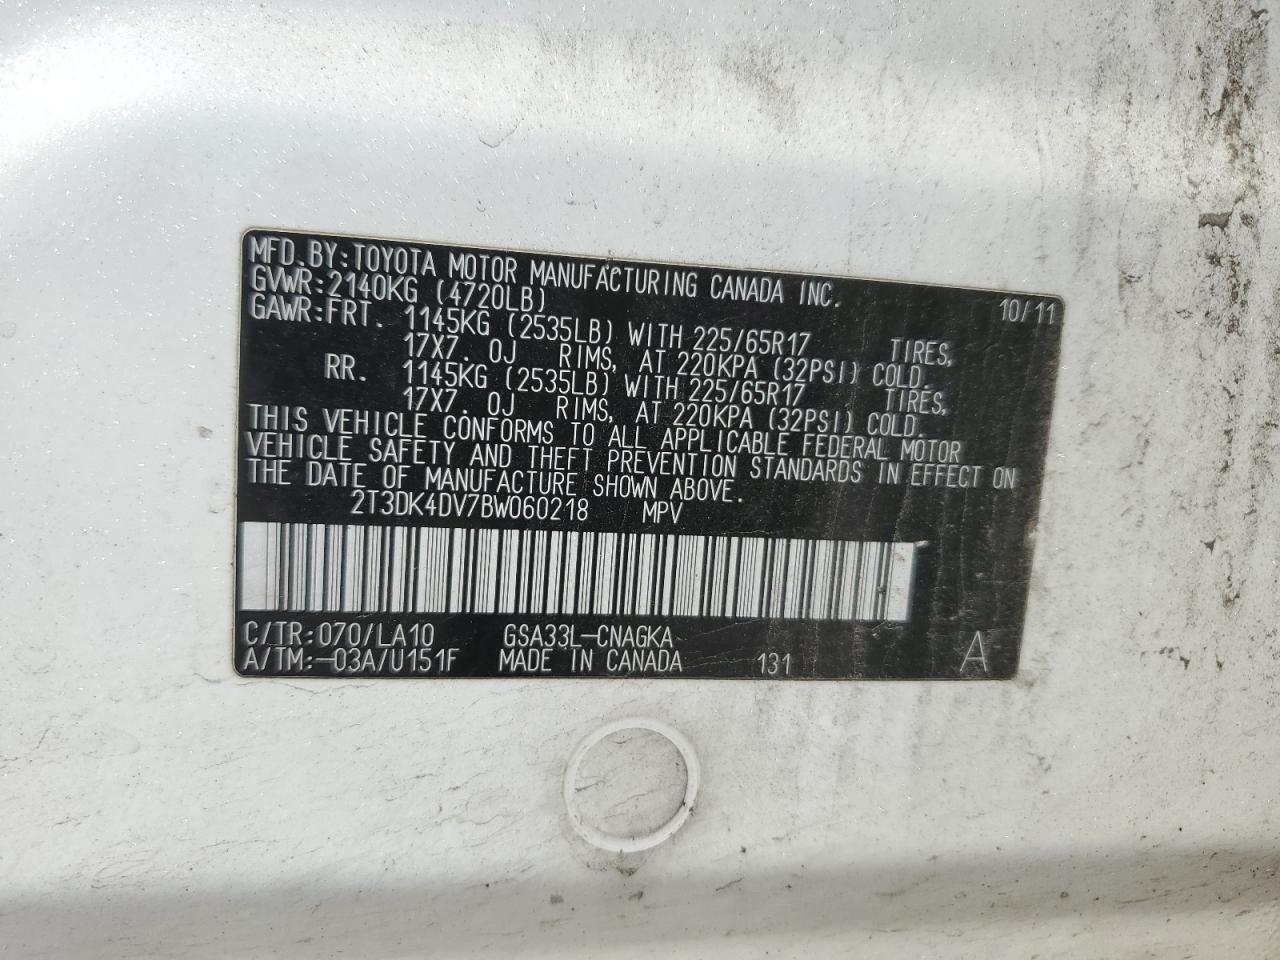 MFD. BY: TOYOTA MOTOR MANUFACTURING CANADA INC. 10/11
GVWR: 2140KG (4720LB)
GAWR: FRT. 1145KG (2535LB) WITH 225/65R17 TIRES,
17X7.0J RIMS, AT 220KPA (32PSI) COLD.
RR. 1145KG (2535LB) WITH 225/65R17 TIRES,
17X7.0J RIMS, AT 220KPA (32PSI) COLD.
THIS VEHICLE CONFORMS TO ALL APPLICABLE FEDERAL MOTOR
VEHICLE SAFETY AND THEFT PREVENTION STANDARDS IN EFFECT ON
THE DATE OF MANUFACTURE SHOWN ABOVE.
2T3DK4DV7BW060218 MPV
C/TR: 070/LA10 GSA33L-CNAGKA
A/TM: -03A/U151F MADE IN CANADA 131 A